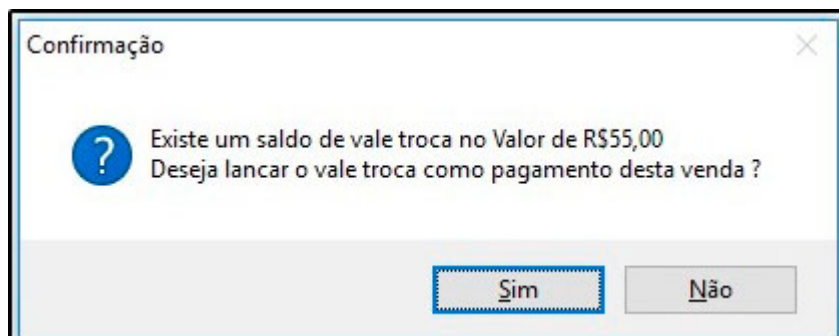 Confirmação
Existe um saldo de vale troca no Valor de R$55,00
Deseja lancar o vale troca como pagamento desta venda ?
Sim
Não